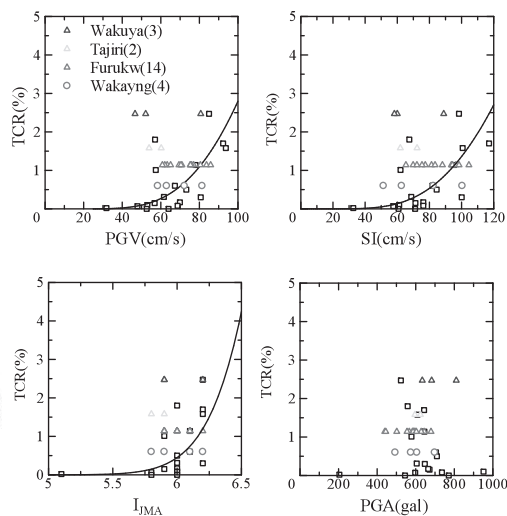 5
4
3
2
1
0
TCR(%)
Wakuya(3)
Tajiri(2)
Furukw(14)
Wakayng(4)
0 20 40 60 80 100
PGV(cm/s)
5
4
3
2
1
0
TCR(%)
20 40 60 80 100 120
SI(cm/s)
5
4
3
2
1
0
TCR(%)
5 5.5 6 6.5
IJMA
5
4
3
2
1
0
TCR(%)
0 200 400 600 800 1000
PGA(gal)